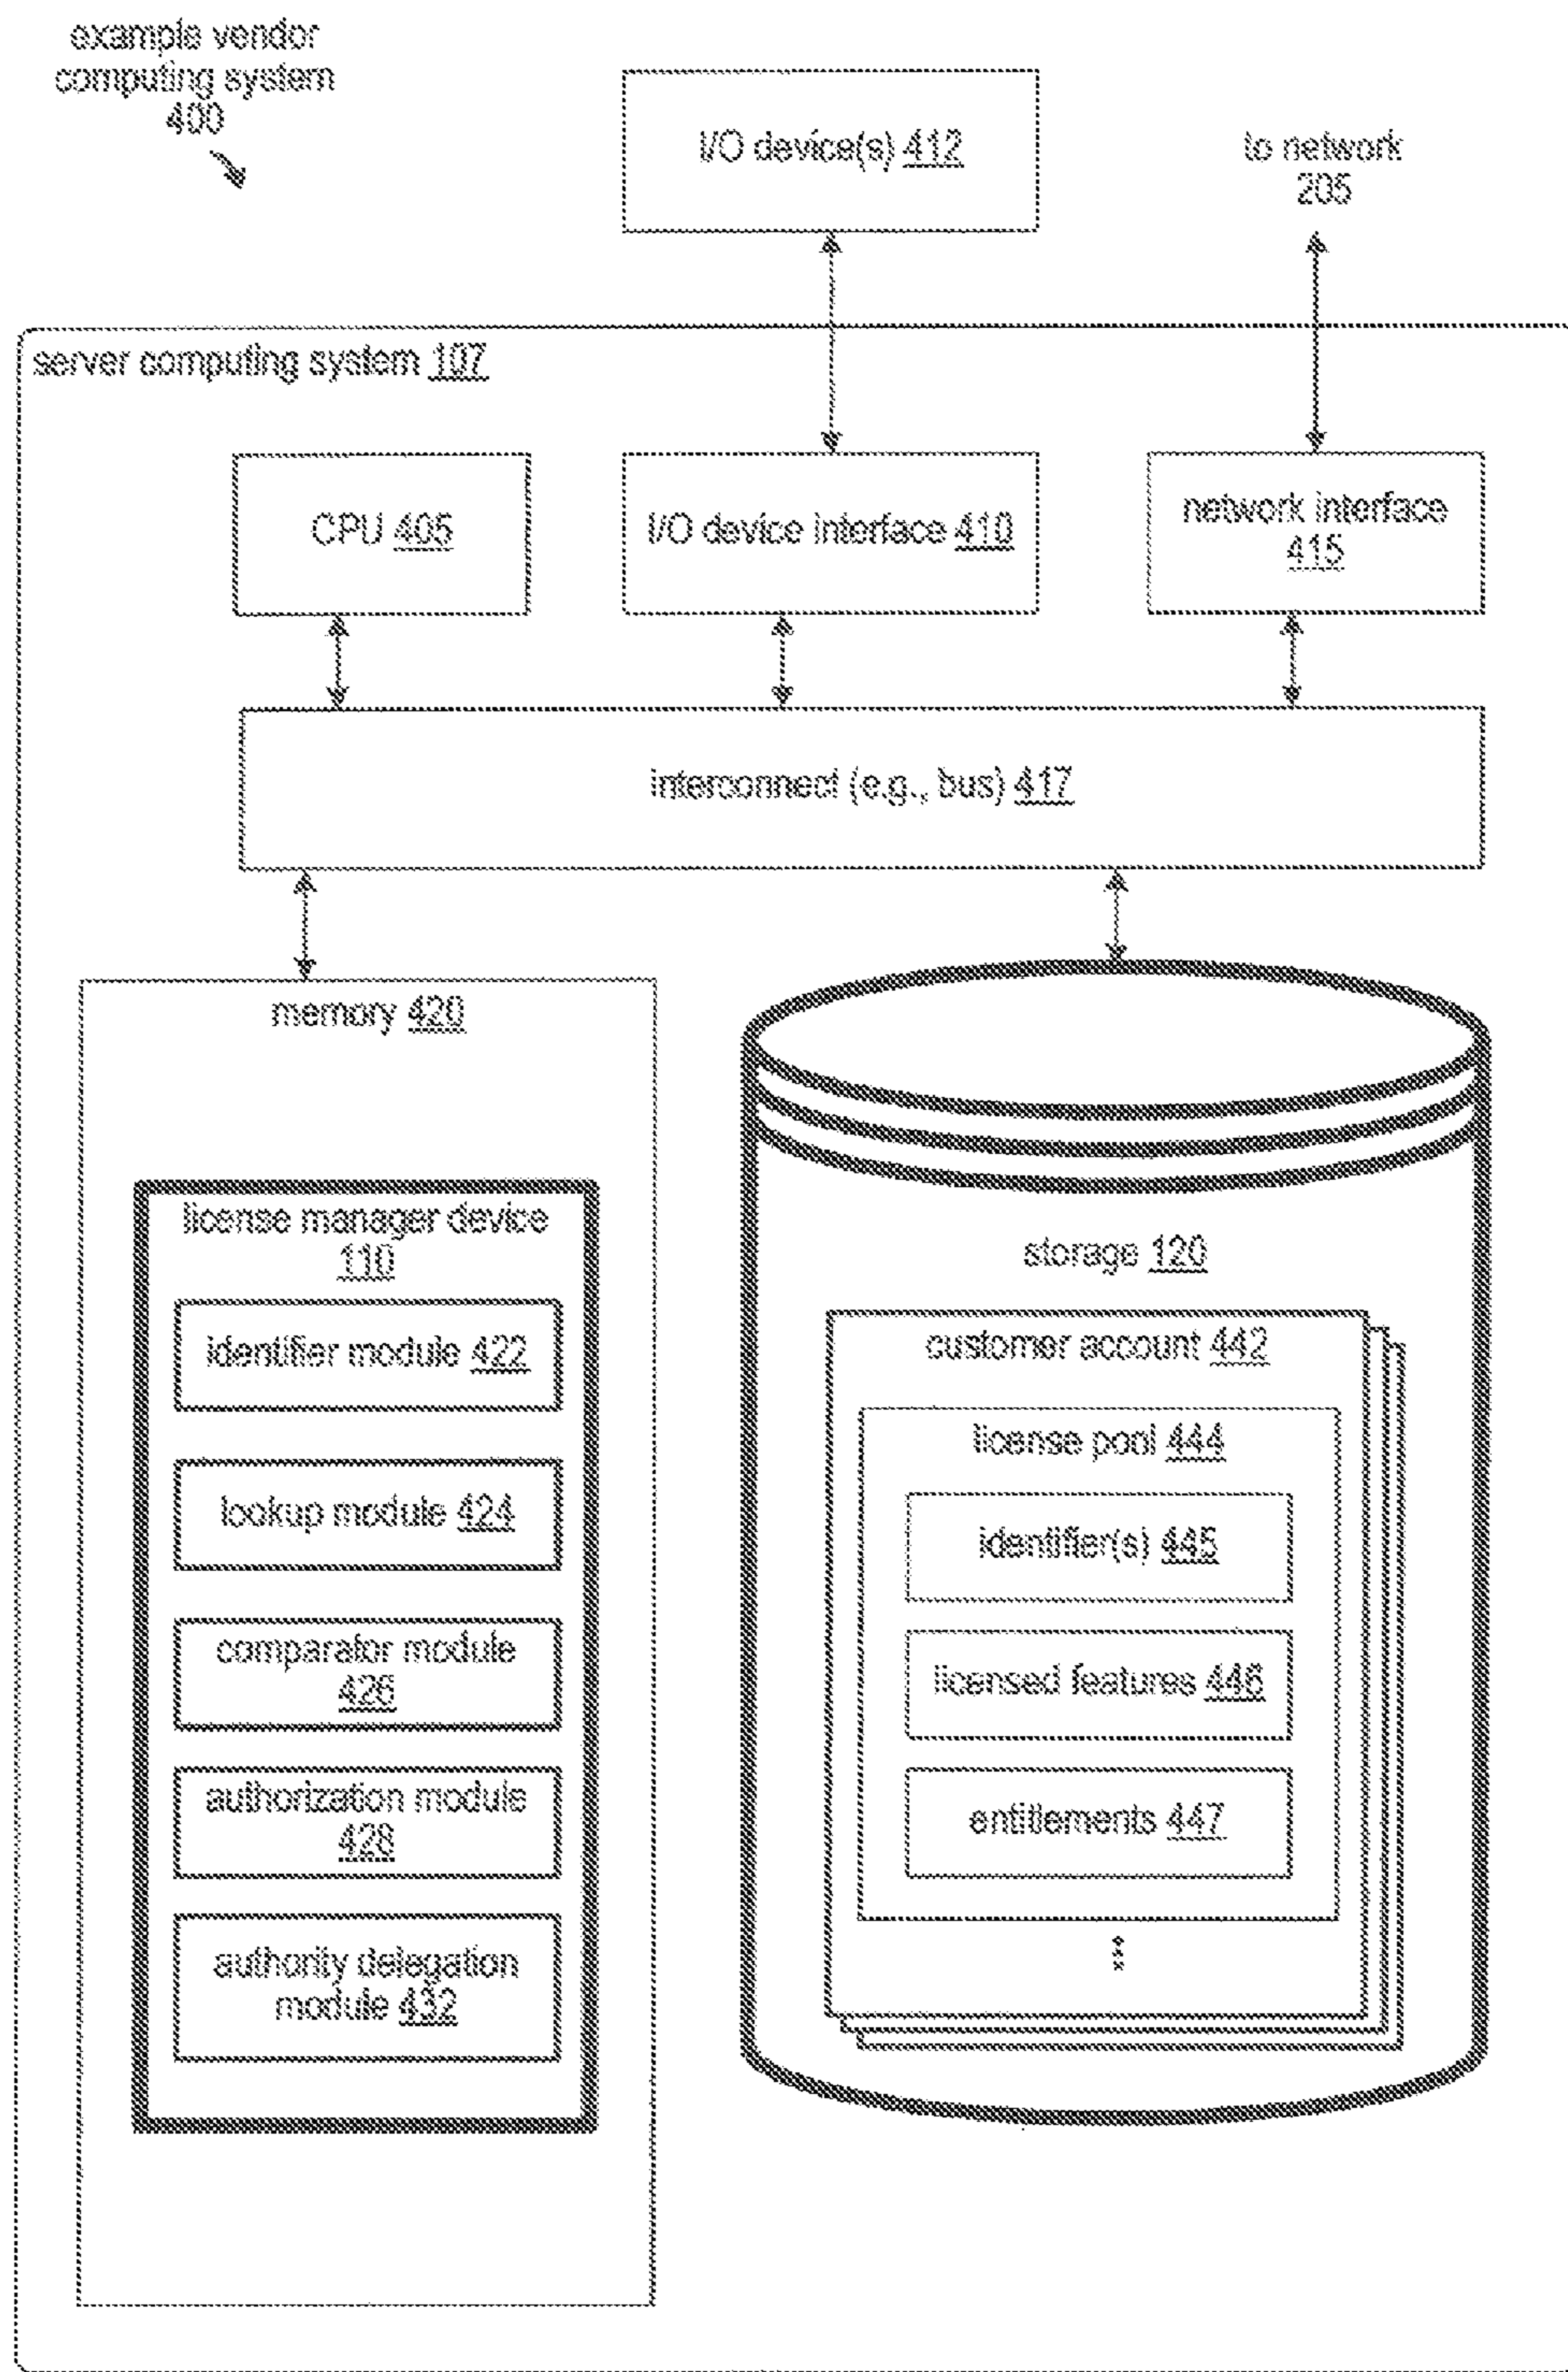 example vendor
computing system
400
I/O device(s) 412
to network
205
server computing system 107
CPU 405
I/O device interface 410
network interface
415
interconnect (e.g., bus) 417
memory 420
license manager device
110
identifier module 422
lookup module 424
comparator module
426
authorization module
428
authority delegation
module 432
storage 120
customer account 442
license pool 444
identifier(s) 445
licensed features 446
entitlements 447